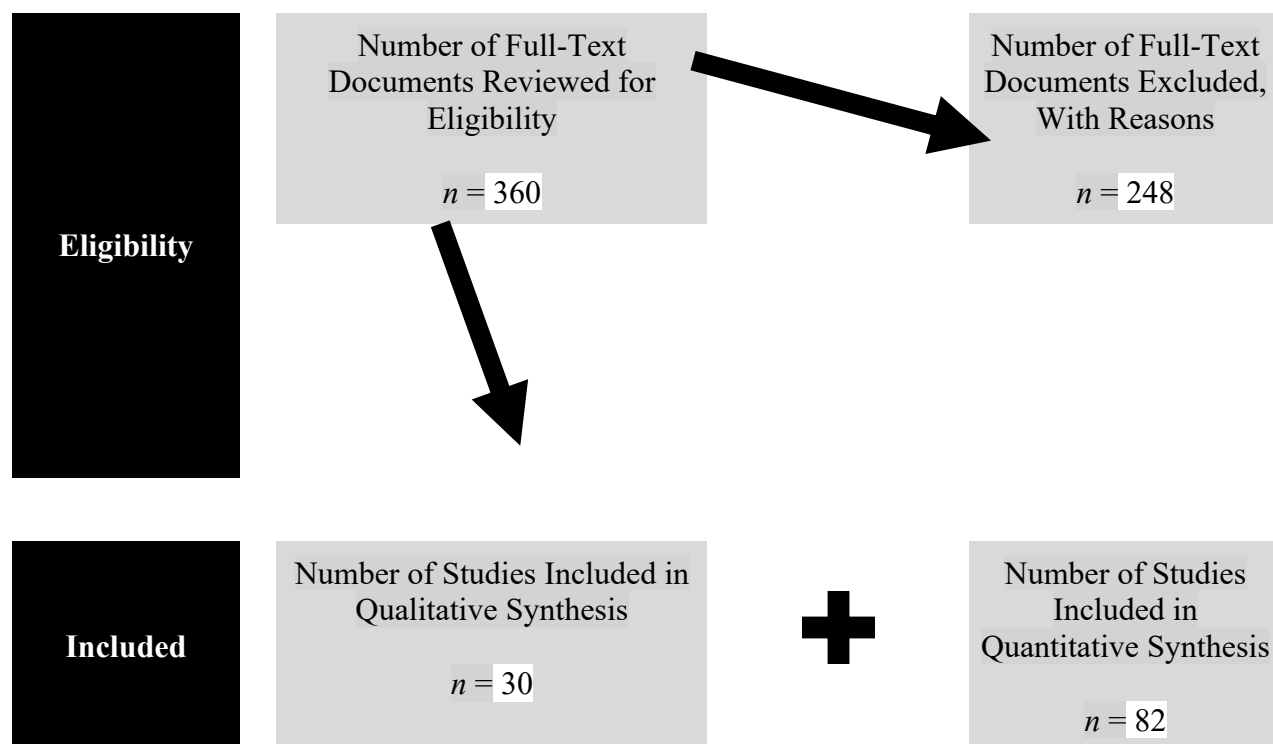 Eligibility
Number of Full-Text
Documents Reviewed for
Eligibility
n = 360
Number of Full-Text
Documents Excluded,
With Reasons
n = 248
Included
Number of Studies Included in
Qualitative Synthesis
n = 30
Number of Studies
Included in
Quantitative Synthesis
n = 82